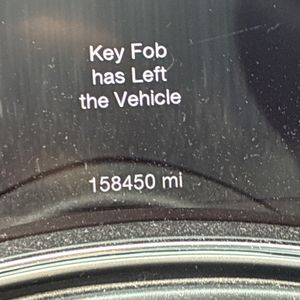 Key Fob
has Left
the Vehicle
158450 mi